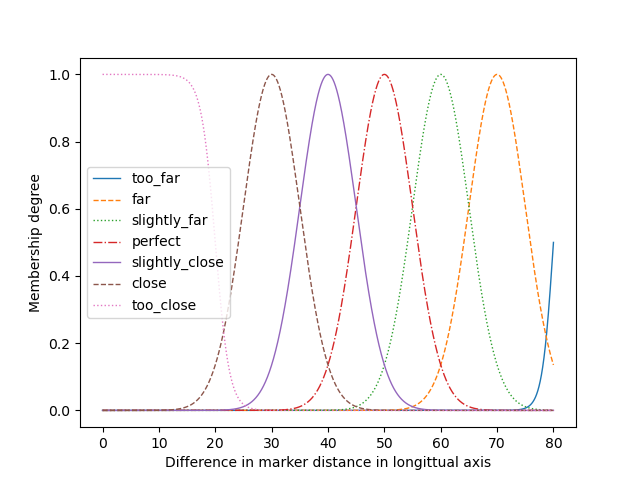 1.0
0.8
0.6
0.4
0.2
0.0
Membership degree
too_far
far
slightly_far
perfect
slightly_close
close
too_close
0 10 20 30 40 50 60 70 80
Difference in marker distance in longittual axis